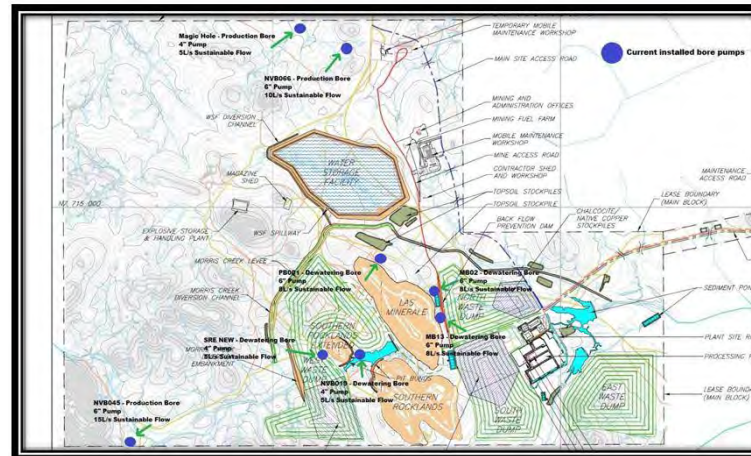 Magic Hole - Production Bore
4" Pump
5L/s Sustainable Flow
NVB066 - Production Bore
6" Pump
10L/s Sustainable Flow
TEMPORARY MOBILE
MAINTENANCE WORKSHOP
Current installed bore pumps
MAIN SITE ACCESS ROAD
MINING AND
ADMINISTRATION OFFICES
MINING FUEL FARM
MOBILE MAINTENANCE
WORKSHOP
MINE ACCESS ROAD
CONTRACTOR SHED
AND WORKSHOP
TOPSOIL STOCKPILES
TOPSOIL STOCKPILE
BACK FLOW
PREVENTION DAM
CHALCOCITE/
NATIVE COPPER
STOCKPILES
LEASE BOUNDARY
(MAIN BLOCK)
MAINTENANCE
ACCESS ROAD
WSF DIVERSION
CHANNEL
WATER
STORAGE
FACILITY
MAGAZINE
SHED
EXPLOSIVE STORAGE
& HANDLING PLANT
WSF SPILLWAY
MORRIS CREEK LEVEE
MORRIS CREEK
DIVERSION CHANNEL
EMBANKMENT
PB001 - Dewatering Bore
6" Pump
8L/s Sustainable Flow
MB02 - Dewatering Bore
6" Pump
8L/s Sustainable Flow
NORTH
WASTE
DUMP
LAS
MINERALE
MB13 - Dewatering Bore
6" Pump
8L/s Sustainable Flow
SRE NEW - Dewatering Bore
4" Pump
5L/s Sustainable Flow
SOUTHERN
ROCKLANDS
WEST
WASTE
NVB019 - Dewatering Bore
4" Pump
5L/s Sustainable Flow
PIT BUNDS
SOUTHERN
ROCKLANDS
NVB045 - Production Bore
6" Pump
15L/s Sustainable Flow
SOUTH
WASTE
DUMP
EAST
WASTE
DUMP
SEDIMENT PON
PLANT SITE
PROCESSING
LEASE BOUNDA
(MAIN BLOCK)